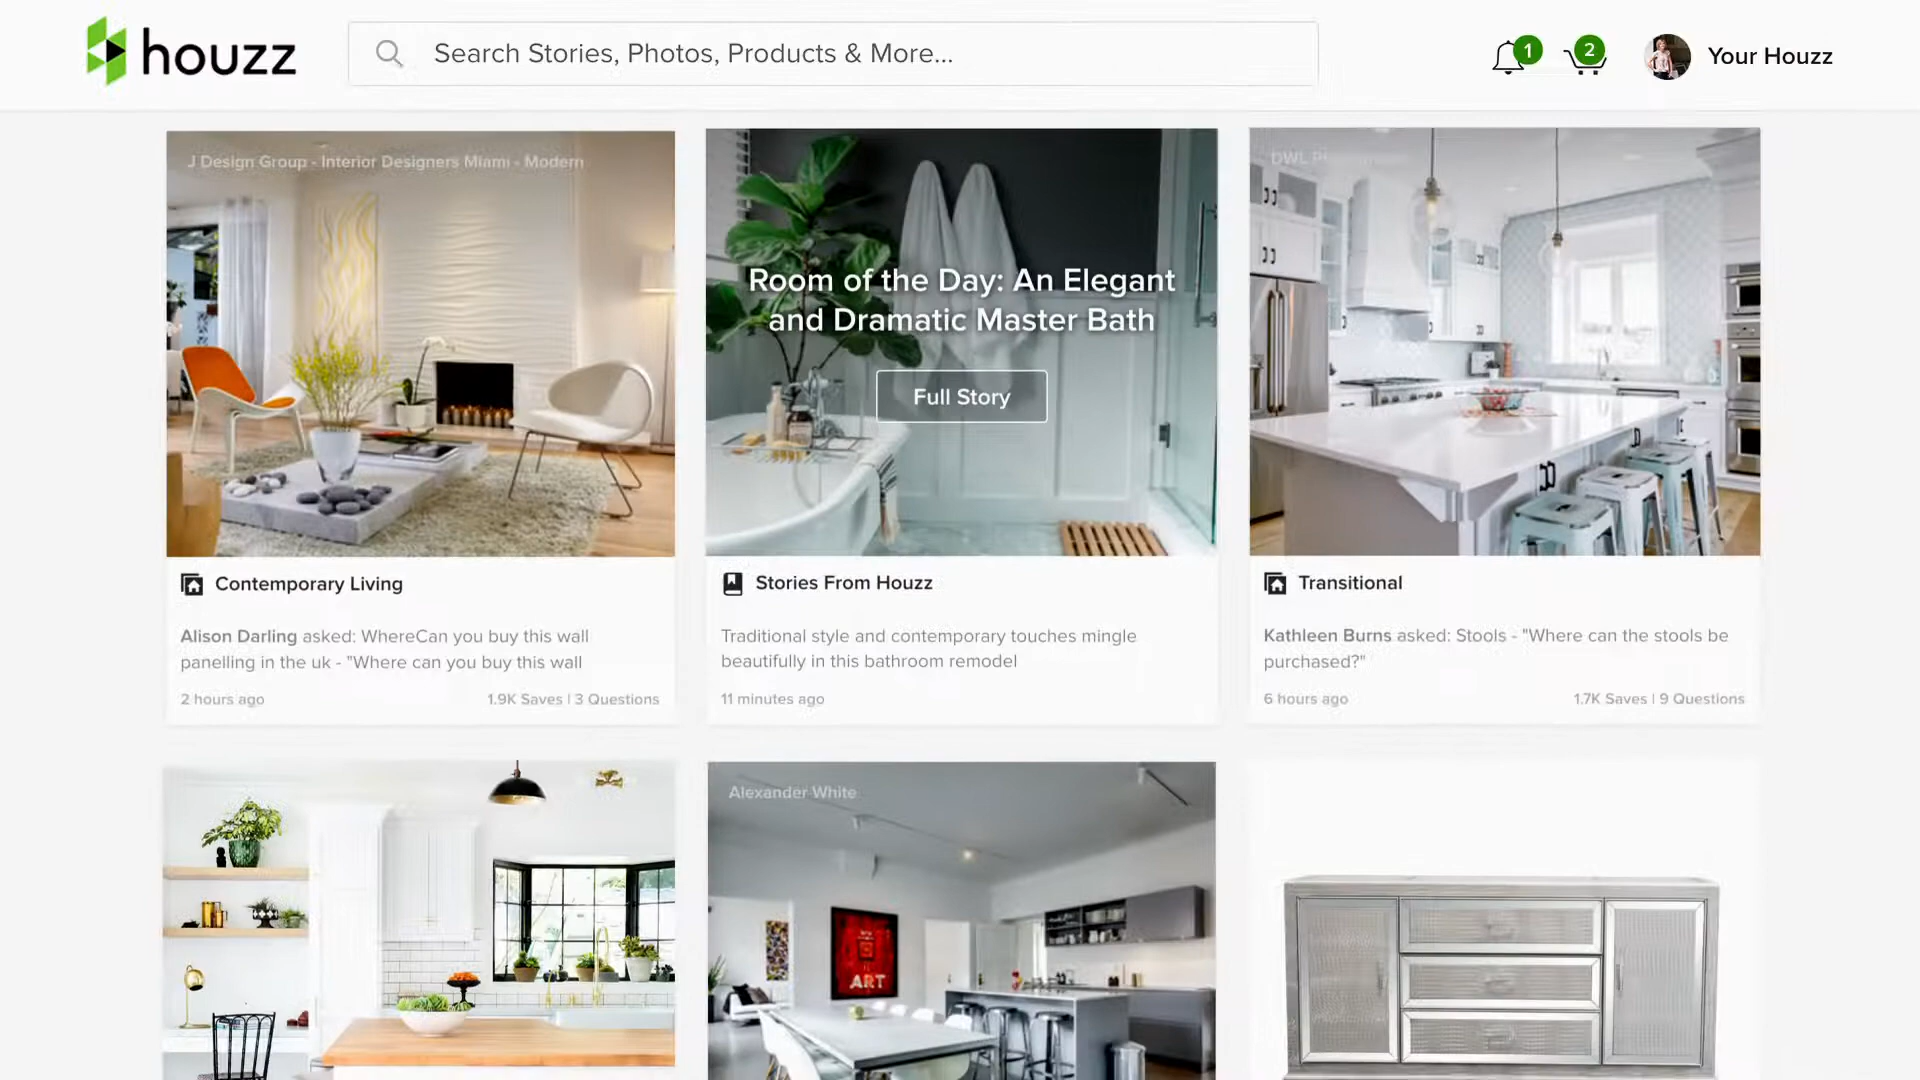 houzz
Search Stories, Photos, Products & More...
1
2
Your Houzz
J Design Group - Interior Designers Miami - Modern
Room of the Day: An Elegant
and Dramatic Master Bath
Full Story
DWL
Contemporary Living
Alison Darling asked: WhereCan you buy this wall
panelling in the uk - "Where can you buy this wall
2 hours ago
1.9K Saves | 3 Questions
Stories From Houzz
Traditional style and contemporary touches mingle
beautifully in this bathroom remodel
11 minutes ago
Transitional
Kathleen Burns asked: Stools - "Where can the stools be
purchased?"
6 hours ago
1.7K Saves | 9 Questions
Alexander White
ART